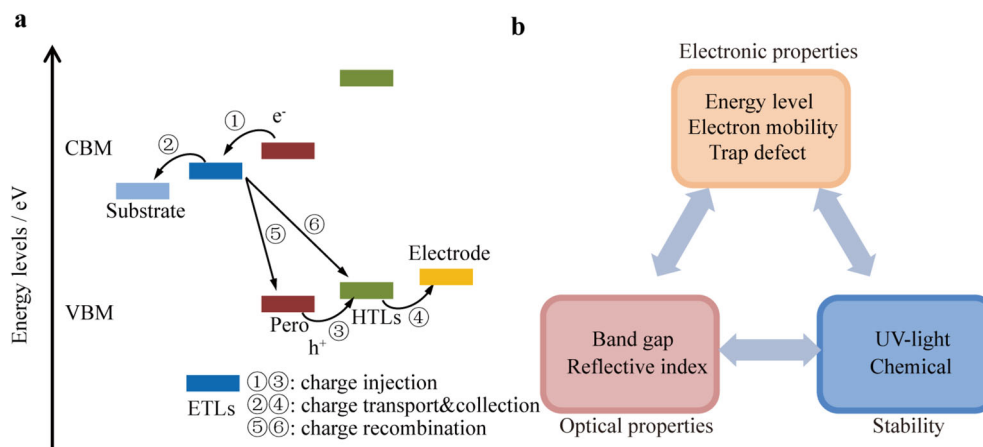 a
Energy levels / eV
CBM
VBM
①
e⁻
②
Substrate
⑤
⑥
Electrode
Pero
③
HTLs
④
h⁺
ETLs
①③: charge injection
②④: charge transport&collection
⑤⑥: charge recombination
b
Electronic properties
Energy level
Electron mobility
Trap defect
Band gap
Reflective index
Optical properties
UV-light
Chemical
Stability